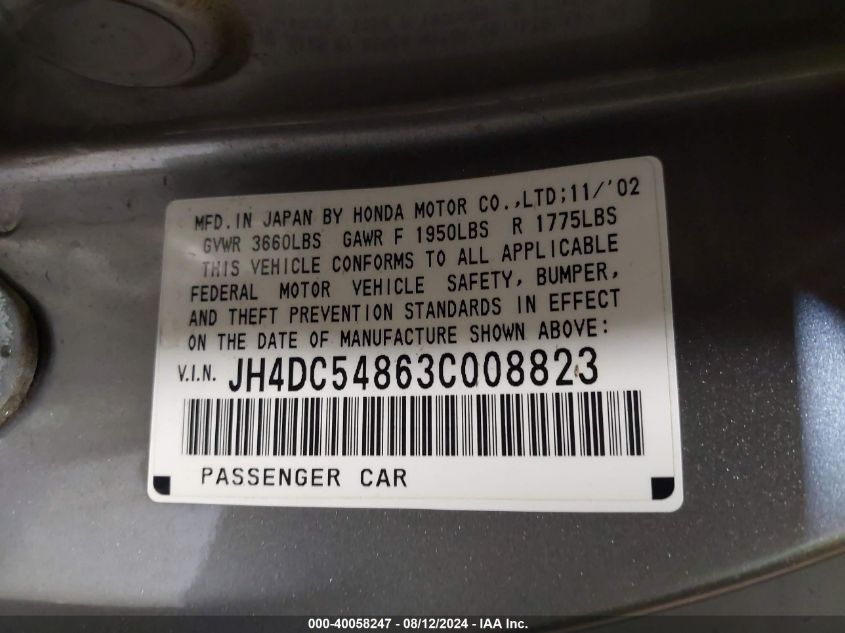 MFD. IN JAPAN BY HONDA MOTOR CO.,LTD;11/'02
GVWR 3660LBS GAWR F 1950LBS R 1775LBS
THIS VEHICLE CONFORMS TO ALL APPLICABLE
FEDERAL MOTOR VEHICLE SAFETY, BUMPER,
AND THEFT PREVENTION STANDARDS IN EFFECT
ON THE DATE OF MANUFACTURE SHOWN ABOVE:
V.I.N. JH4DC54863C008823
PASSENGER CAR
000-40058247 - 08/12/2024 - IAA Inc.